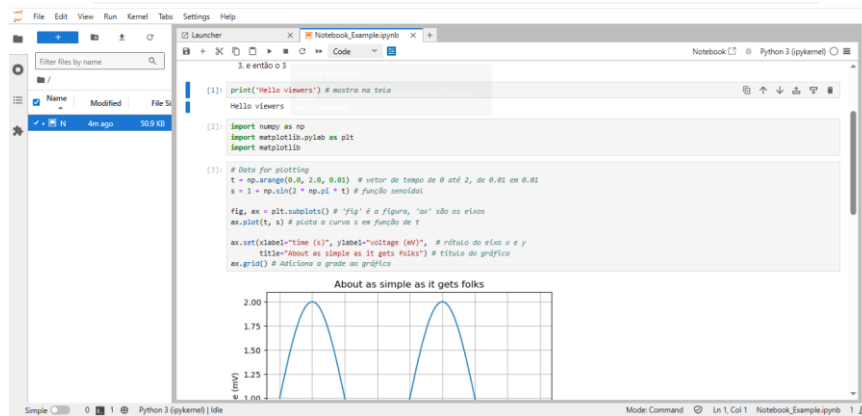 File Edit View Run Kernel Tabs Settings Help
Launcher
Notebook_Example.ipynb
Code
Notebook
Python 3 (ipykernel)
Filter files by name
/
Name Modified File Si
N 4m ago 50.9 KB
3. e então o 3
[1]: print('Hello viewers') # mostra na tela
Hello viewers
[2]: import numpy as np
import matplotlib.pylab as plt
import matplotlib
[3]: # Data for plotting
t = np.arange(0.0, 2.0, 0.01) # vetor de tempo de 0 até 2, de 0.01 em 0.01
s = 1 + np.sin(2 * np.pi * t) # função senoidal
fig, ax = plt.subplots() # 'fig' é a figura, 'ax' são os eixos
ax.plot(t, s) # plota a curva s em função de t
ax.set(xlabel="time (s)", ylabel="voltage (mV)", # rótulo do eixo x e y
title="About as simple as it gets folks") # título do gráfico
ax.grid() # Adiciona a grade ao gráfico
About as simple as it gets folks
2.00
1.75
1.50
1.25
1.00
e (mV)
Simple 0 1 Python 3 (ipykernel) | Idle
Mode: Command Ln 1, Col 1 Notebook_Example.ipynb 1